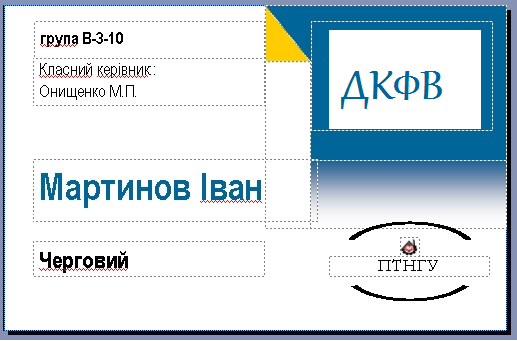 група В-3-10
Класний керівник:
Онищенко М.П.
ДКФВ
Мартинов Іван
Черговий
ПТНГУ